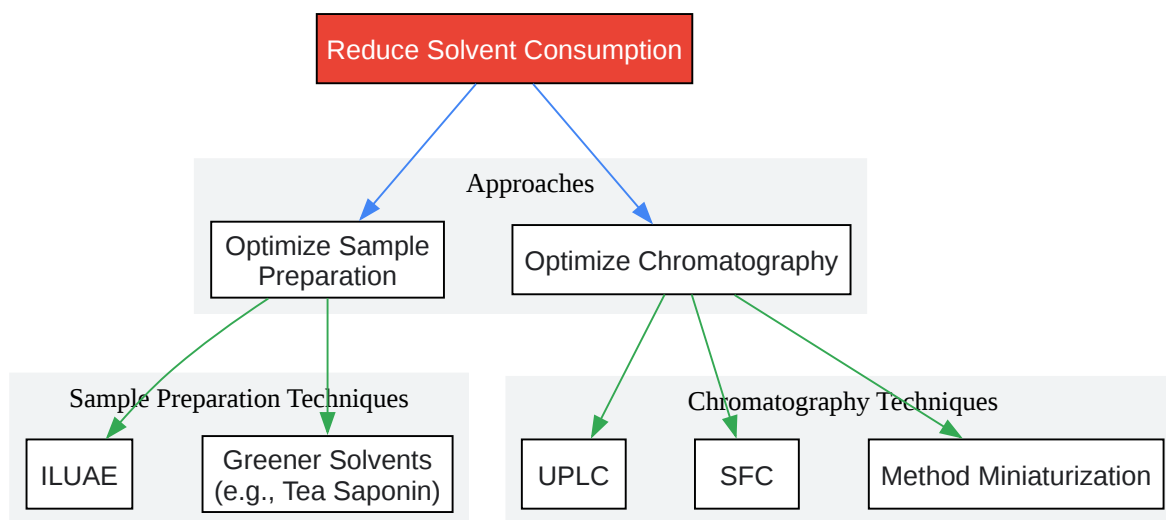 Reduce Solvent Consumption
Approaches
Optimize Sample
Preparation
Optimize Chromatography
Sample Preparation Techniques
Chromatography Techniques
ILUAE
Greener Solvents
(e.g., Tea Saponin)
UPLC
SFC
Method Miniaturization